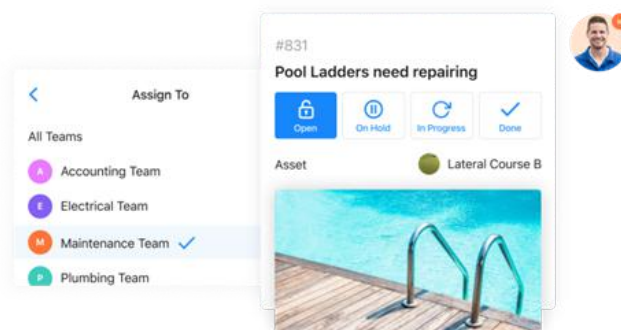 #831
Pool Ladders need repairing
Open
On Hold
In Progress
Done
Asset
Lateral Course B
Assign To
All Teams
A Accounting Team
E Electrical Team
M Maintenance Team
P Plumbing Team